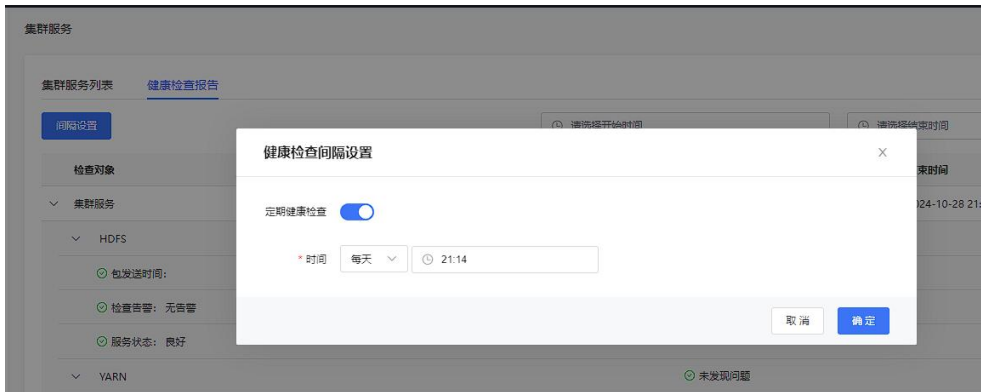 集群服务
集群服务列表 健康检查报告
间隔设置 请选择开始时间 请选择结束时间
健康检查间隔设置
检查对象 束时间
定期健康检查
集群服务 024-10-28 21:
HDFS
* 时间 每天 21:14
包发送时间:
检查告警: 无告警
取消 确定
服务状态: 良好
YARN 未发现问题